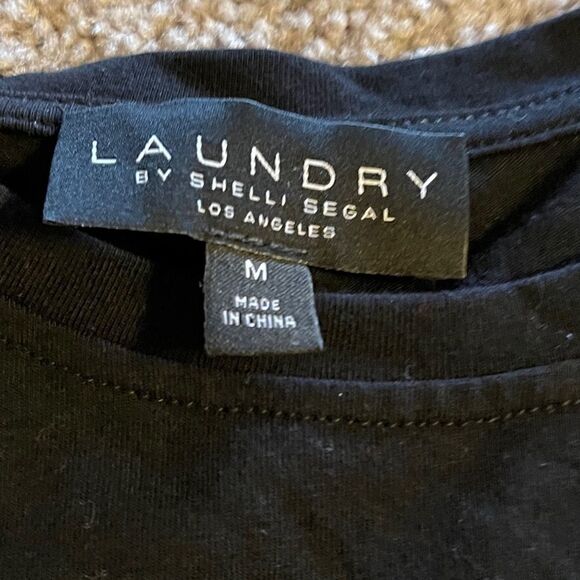 LAUNDRY
BY SHELLI SEGAL
LOS ANGELES
M
MADE
IN CHINA